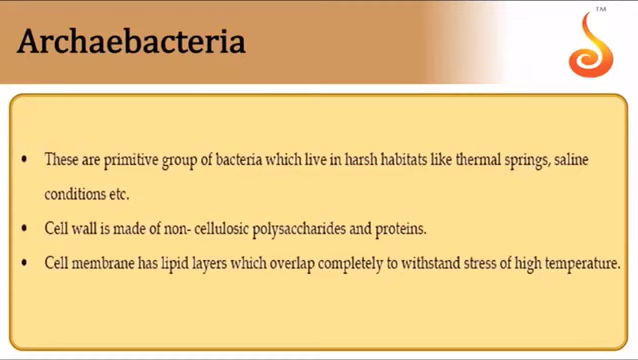 Archaebacteria
TM
• These are primitive group of bacteria which live in harsh habitats like thermal springs, saline
conditions etc.
• Cell wall is made of non- cellulosic polysaccharides and proteins.
• Cell membrane has lipid layers which overlap completely to withstand stress of high temperature.